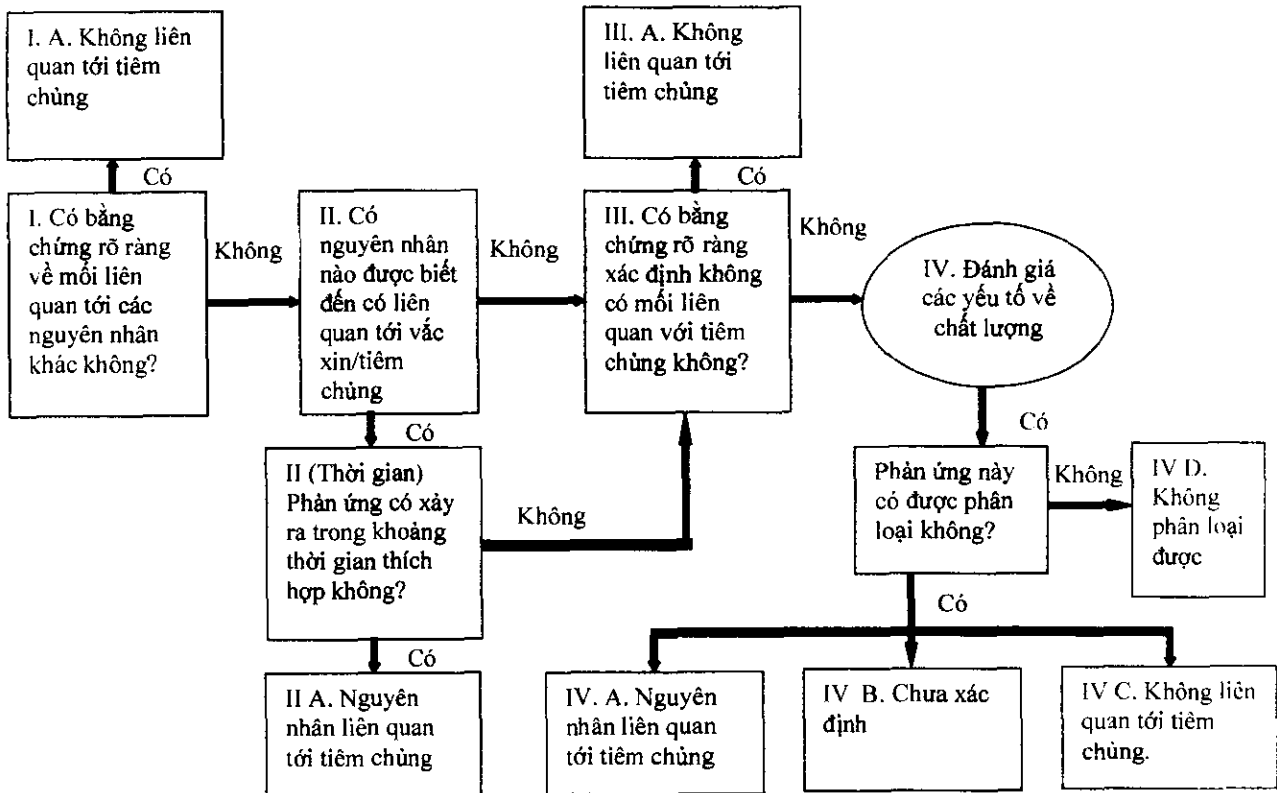 I. A. Không liên
quan tới tiêm
chủng
III. A. Không
liên quan tới
tiêm chủng
Có
Có
I. Có bằng
chứng rõ ràng
về mối liên
quan tới các
nguyên nhân
khác không?
Không
II. Có
nguyên nhân
nào được biết
đến có liên
quan tới vắc
xin/tiêm
chủng
Không
III. Có bằng
chứng rõ ràng
xác định không
có mối liên
quan với tiêm
chủng không?
Không
IV. Đánh giá
các yếu tố về
chất lượng
Có
Có
II (Thời gian)
Phản ứng có xảy
ra trong khoảng
thời gian thích
hợp không?
Không
Phản ứng này
có được phân
loại không?
Không
IV D.
Không
phân loại
được
Có
Có
II A. Nguyên
nhân liên quan
tới tiêm chủng
IV. A. Nguyên
nhân liên quan
tới tiêm chủng
IV B. Chưa xác
định
IV C. Không liên
quan tới tiêm
chủng.